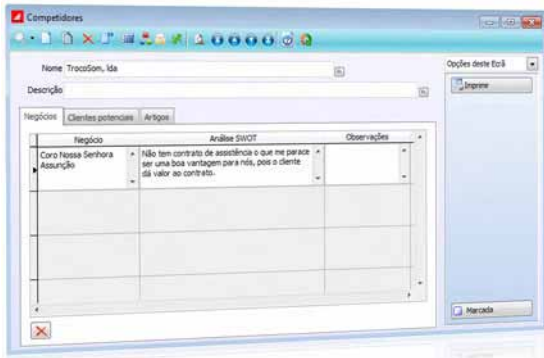 Competidores
Nome TrocoSom, lda
Descrição
Opções deste Ecrã
Imprimir
Negócios Clientes potenciais Artigos
Negócio Análise SWOT Observações
Coro Nossa Senhora
Assunção
Não tem contrato de assistência o que me parace
ser uma boa vantagem para nós, pois o cliente
dá valor ao contrato.
Marcada